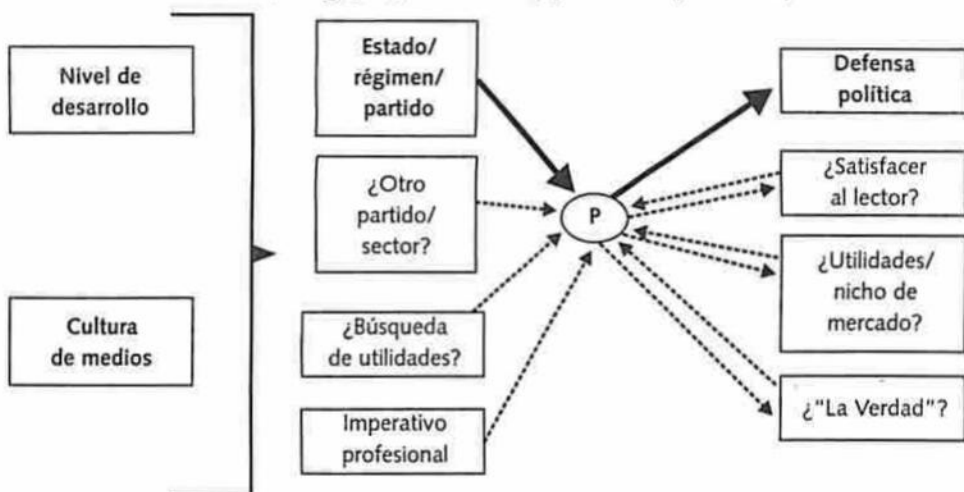 Nivel de
desarrollo
Cultura
de medios
Estado/
régimen/
partido
¿Otro
partido/
sector?
¿Búsqueda
de utilidades?
Imperativo
profesional
P
Defensa
política
¿Satisfacer
al lector?
¿Utilidades/
nicho de
mercado?
¿"La Verdad"?